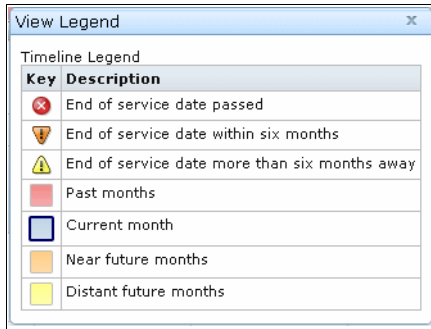 View Legend x
Timeline Legend
Key Description
End of service date passed
End of service date within six months
End of service date more than six months away
Past months
Current month
Near future months
Distant future months